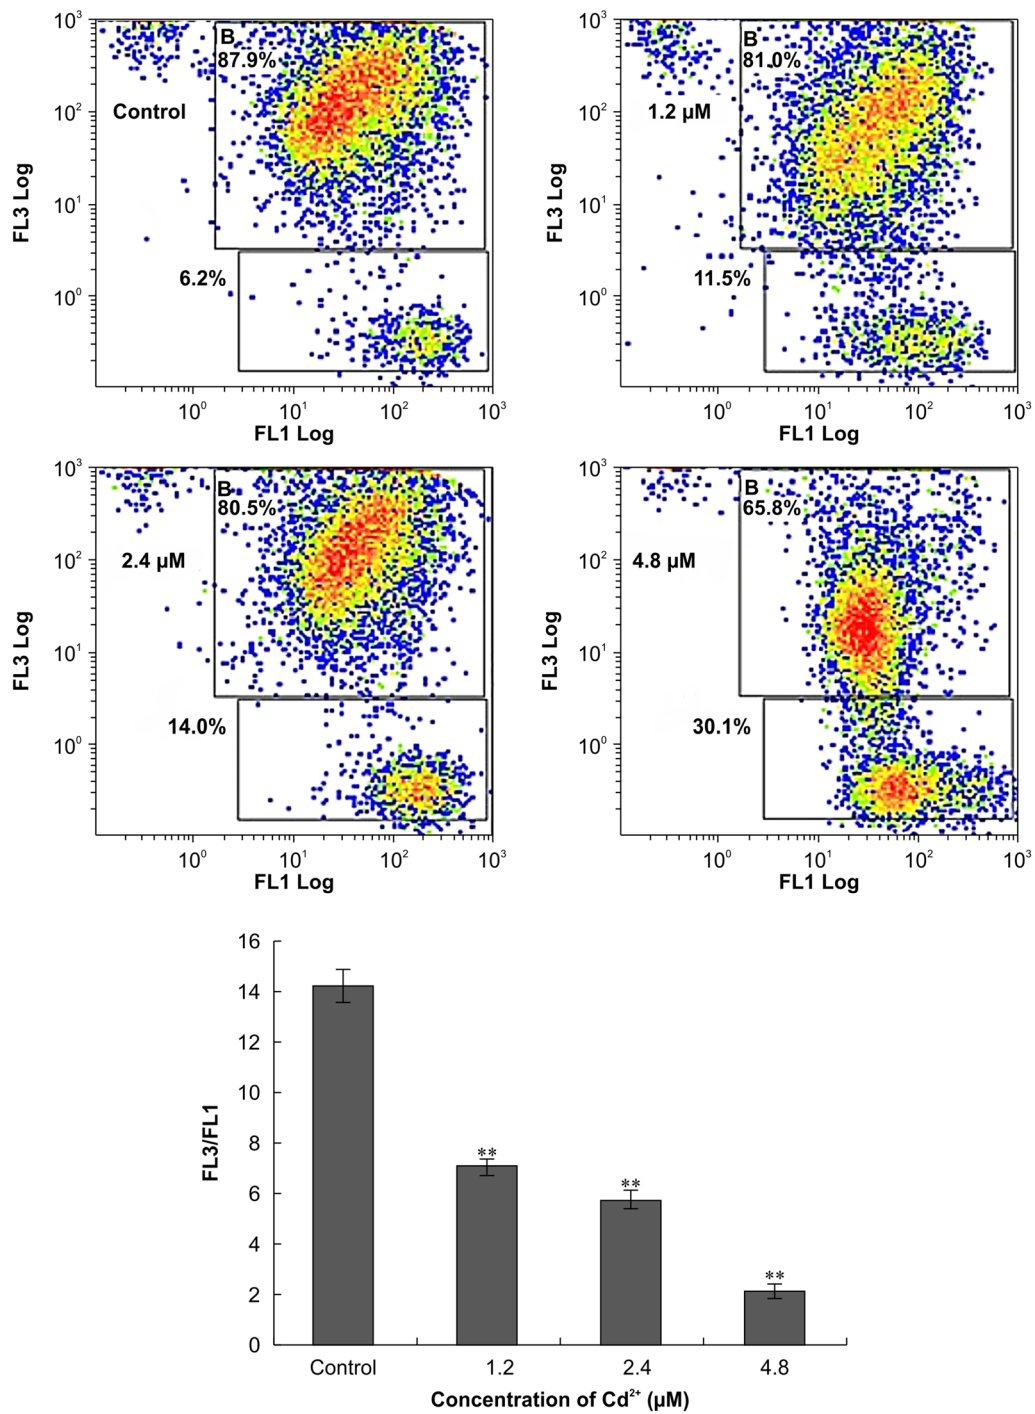 10³
B
87.9%
Control
10²
FL3 Log
10¹
6.2%
10⁰
10⁰ 10¹ 10² 10³
FL1 Log
10³
B
81.0%
1.2 µM
10²
FL3 Log
10¹
11.5%
10⁰
10⁰ 10¹ 10² 10³
FL1 Log
10³
B
80.5%
2.4 µM
10²
FL3 Log
10¹
14.0%
10⁰
10⁰ 10¹ 10² 10³
FL1 Log
10³
B
65.8%
4.8 µM
10²
FL3 Log
10¹
30.1%
10⁰
10⁰ 10¹ 10² 10³
FL1 Log
16
14
12
10
8
6
4
2
0
FL3/FL1
**
**
**
Control 1.2 2.4 4.8
Concentration of Cd²⁺ (µM)